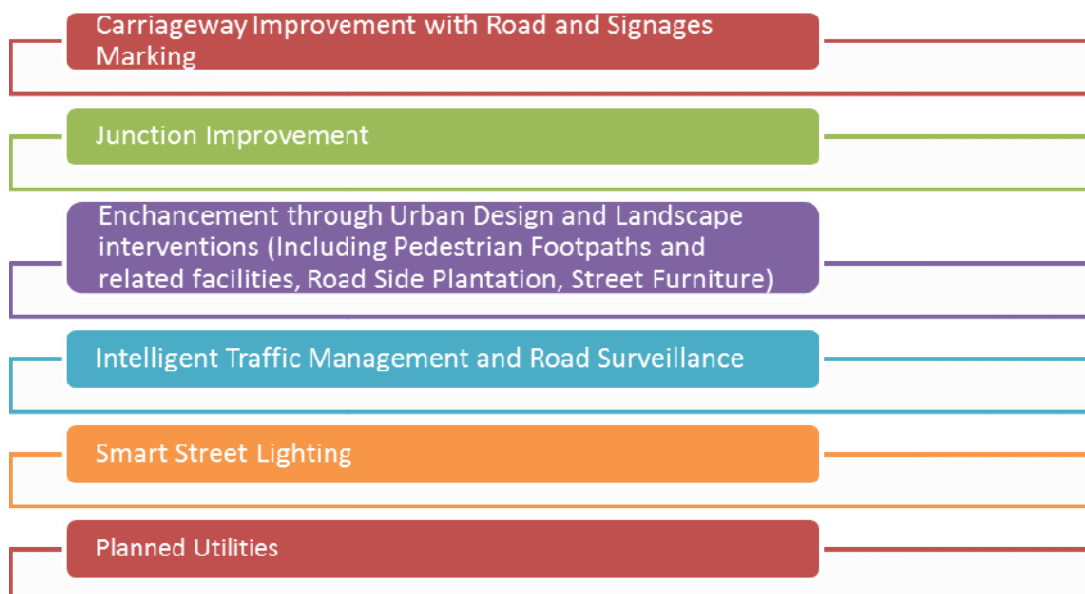 Carriageway Improvement with Road and Signages
Marking
Junction Improvement
Enchancement through Urban Design and Landscape
interventions (Including Pedestrian Footpaths and
related facilities, Road Side Plantation, Street Furniture)
Intelligent Traffic Management and Road Surveillance
Smart Street Lighting
Planned Utilities